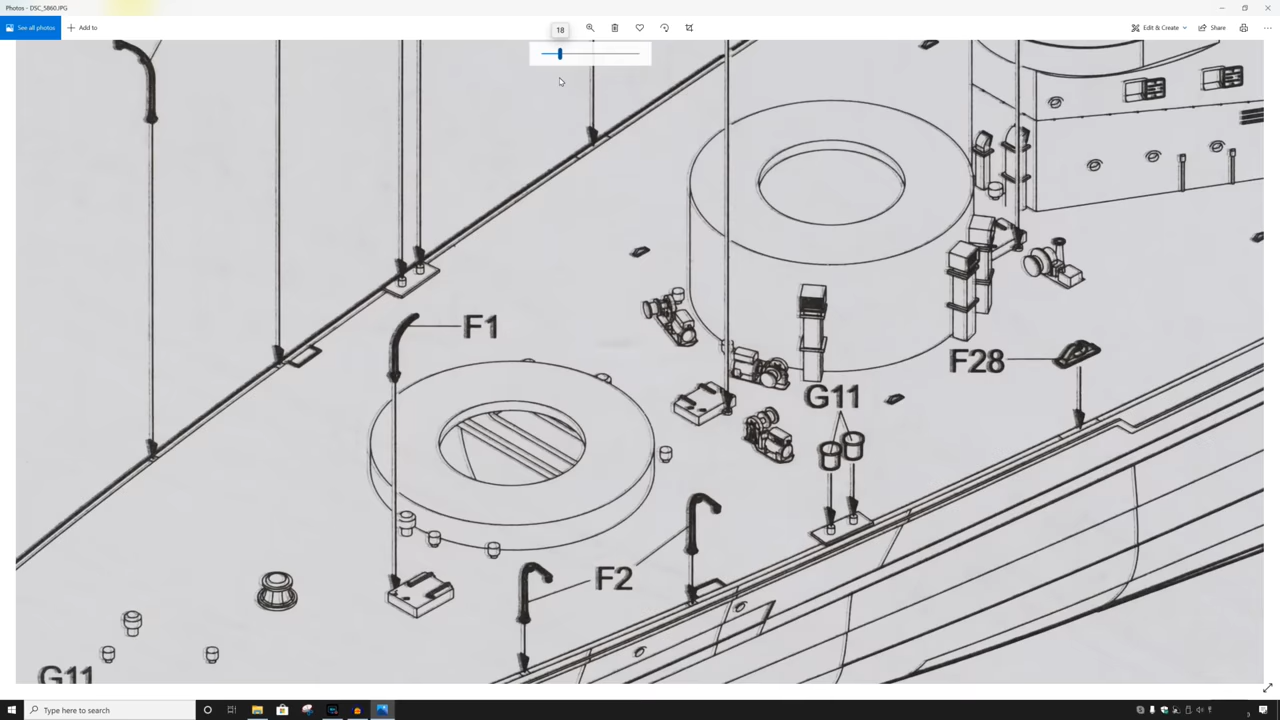 Photos - DSC_5860.JPG
See all photos
Add to
18
Edit & Create
Share
F1
F28
G11
F2
G11
Type here to search
3